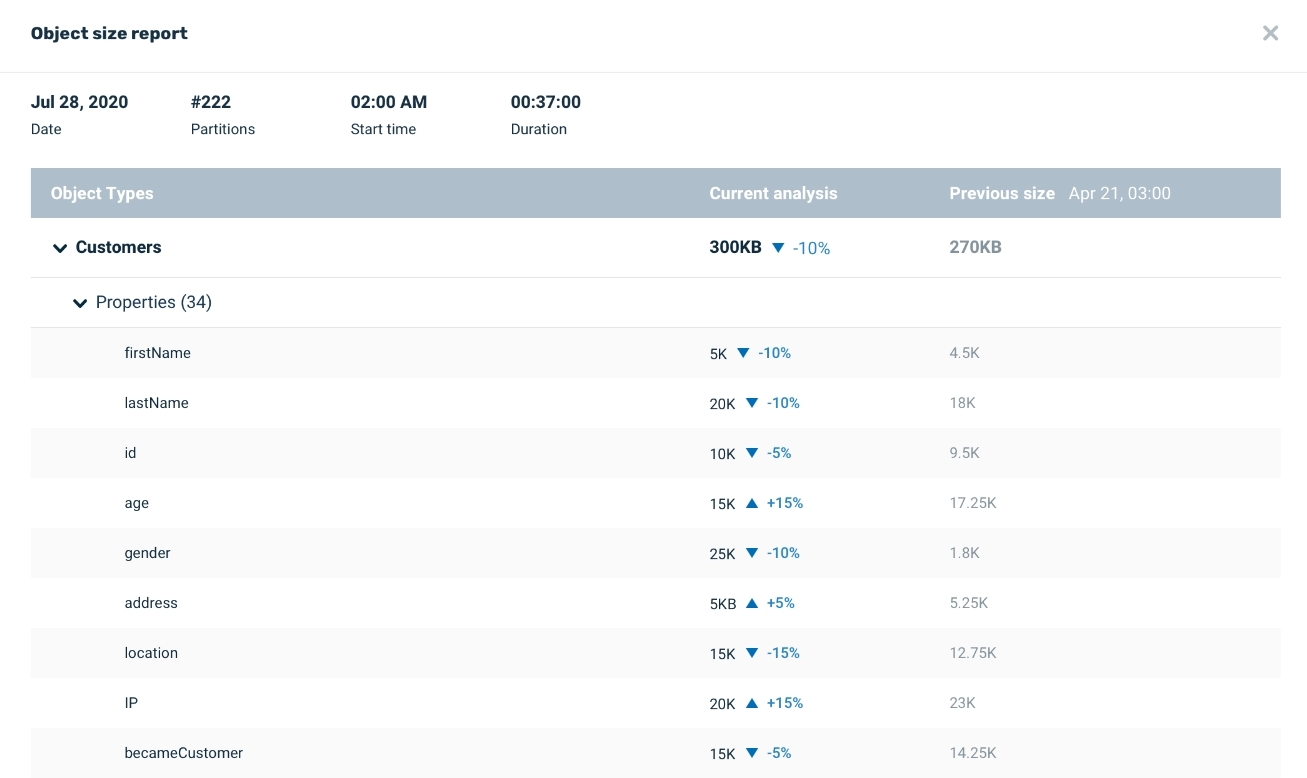 Object size report
Jul 28, 2020 #222 02:00 AM 00:37:00
Date Partitions Start time Duration
Object Types Current analysis Previous size Apr 21, 03:00
Customers 300KB ▼ -10% 270KB
Properties (34)
firstName 5K ▼ -10% 4.5K
lastName 20K ▼ -10% 18K
id 10K ▼ -5% 9.5K
age 15K ▲ +15% 17.25K
gender 25K ▼ -10% 1.8K
address 5KB ▲ +5% 5.25K
location 15K ▼ -15% 12.75K
IP 20K ▲ +15% 23K
becameCustomer 15K ▼ -5% 14.25K